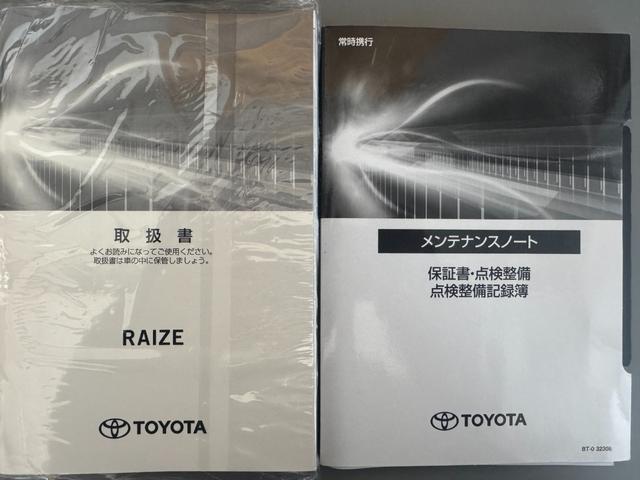 取扱書
よくお読みになってご使用ください。
取扱書は車の中に保管しましょう。
RAIZE
TOYOTA
常時携行
メンテナンスノート
保証書・点検整備
点検整備記録簿
TOYOTA
BT-0 32306